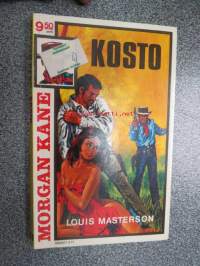 9.50
KOSTO
MORGAN KANE
LOUIS MASTERSON